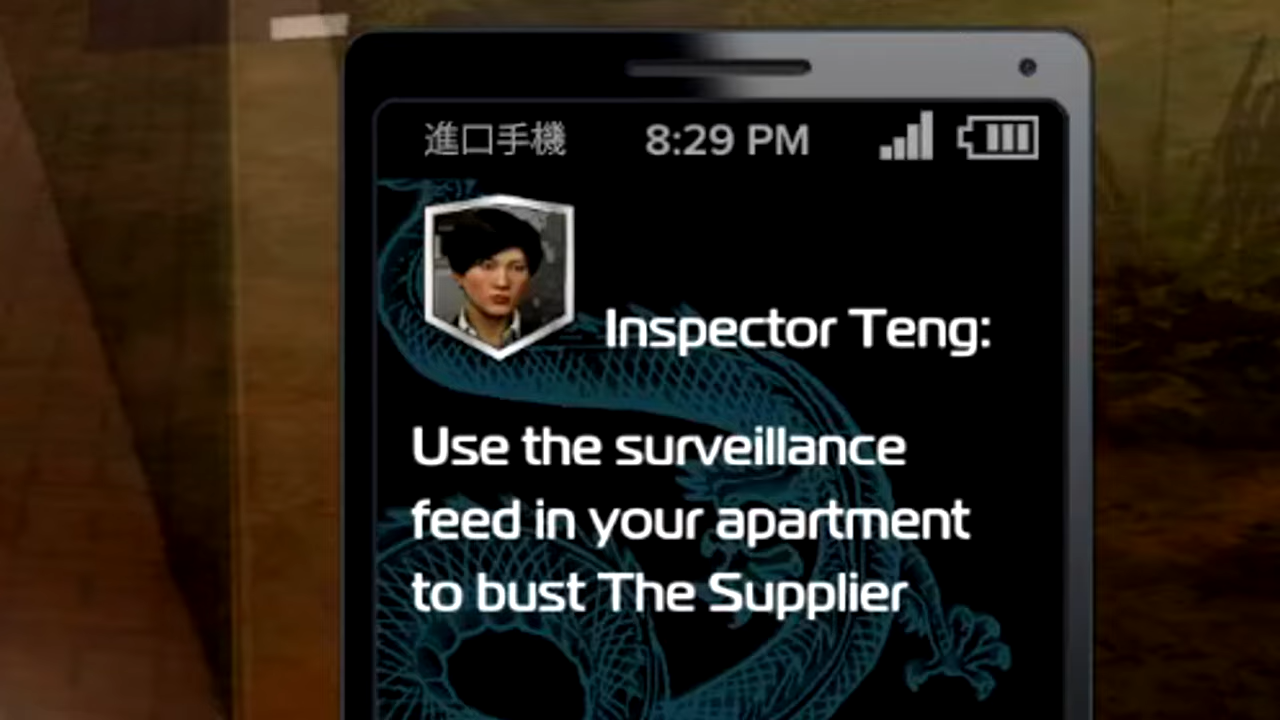 進口手機 8:29 PM
Inspector Teng:
Use the surveillance
feed in your apartment
to bust The Supplier